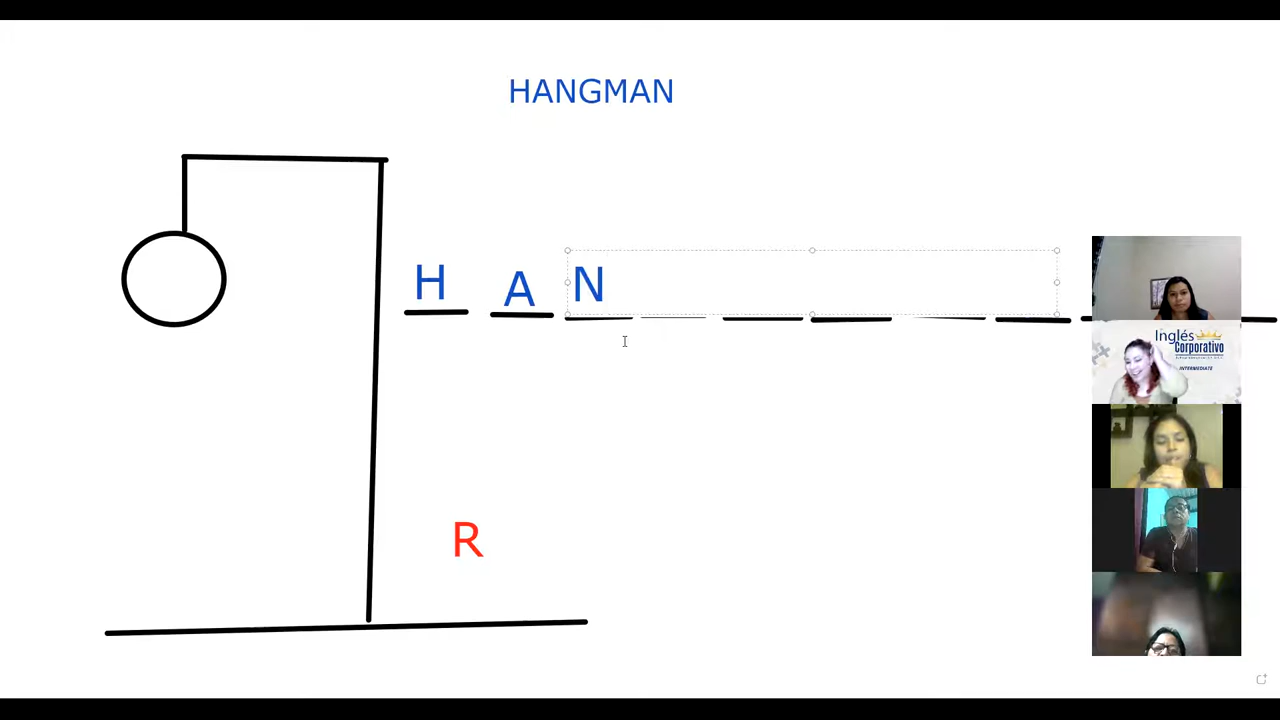 HANGMAN
H A N
R
Inglés
Corporativo
INTERMEDIATE